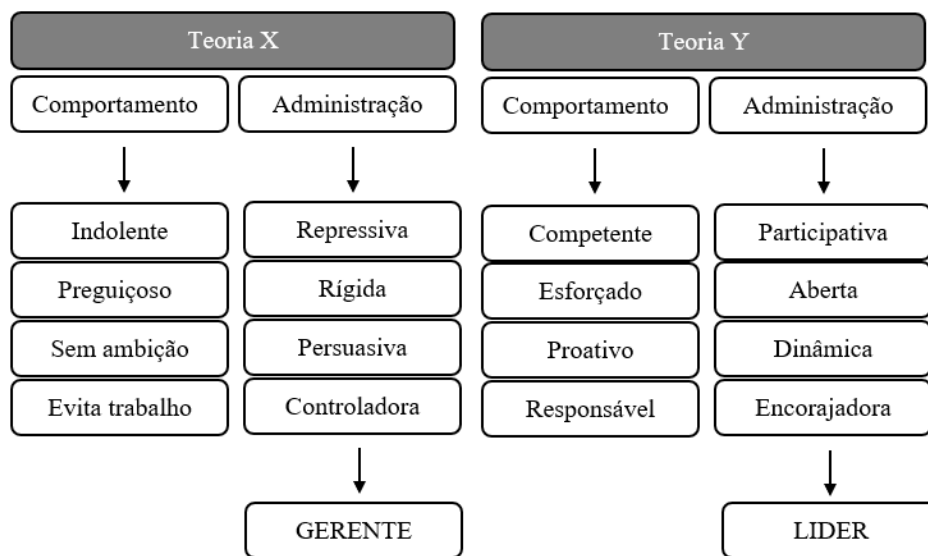 Teoria X
Comportamento
Administração
Indolente
Repressiva
Preguiçoso
Rígida
Sem ambição
Persuasiva
Evita trabalho
Controladora
GERENTE
Teoria Y
Comportamento
Administração
Competente
Participativa
Esforçado
Aberta
Proativo
Dinâmica
Responsável
Encorajadora
LIDER